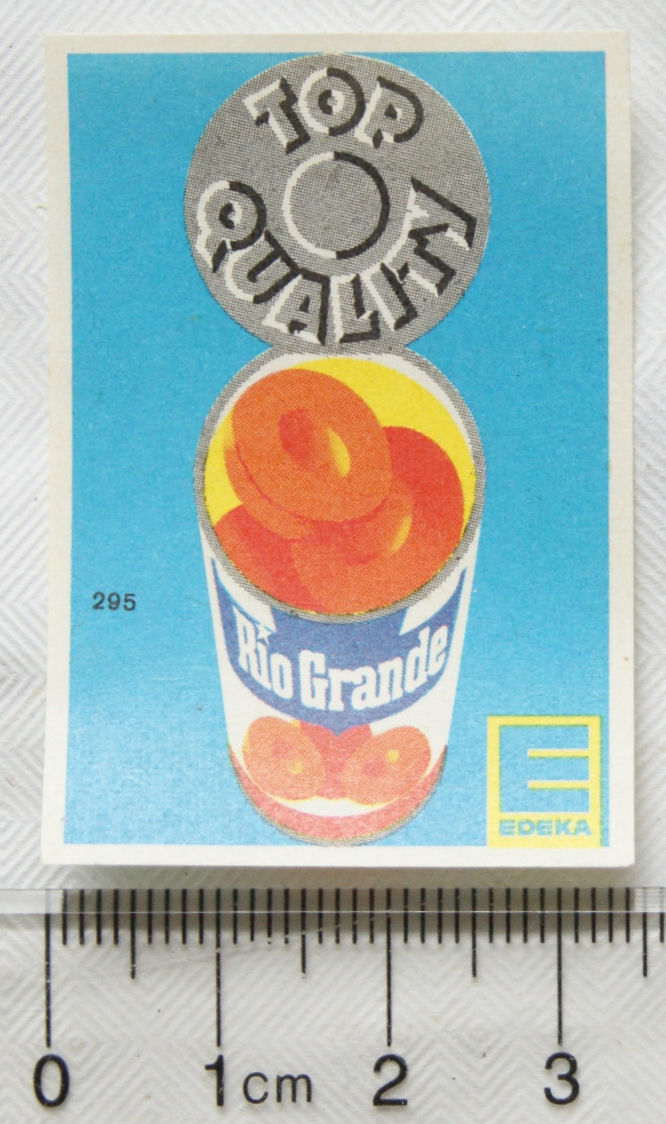 TOP
QUALITY
295
Rio Grande
EDEKA
0 1cm 2 3